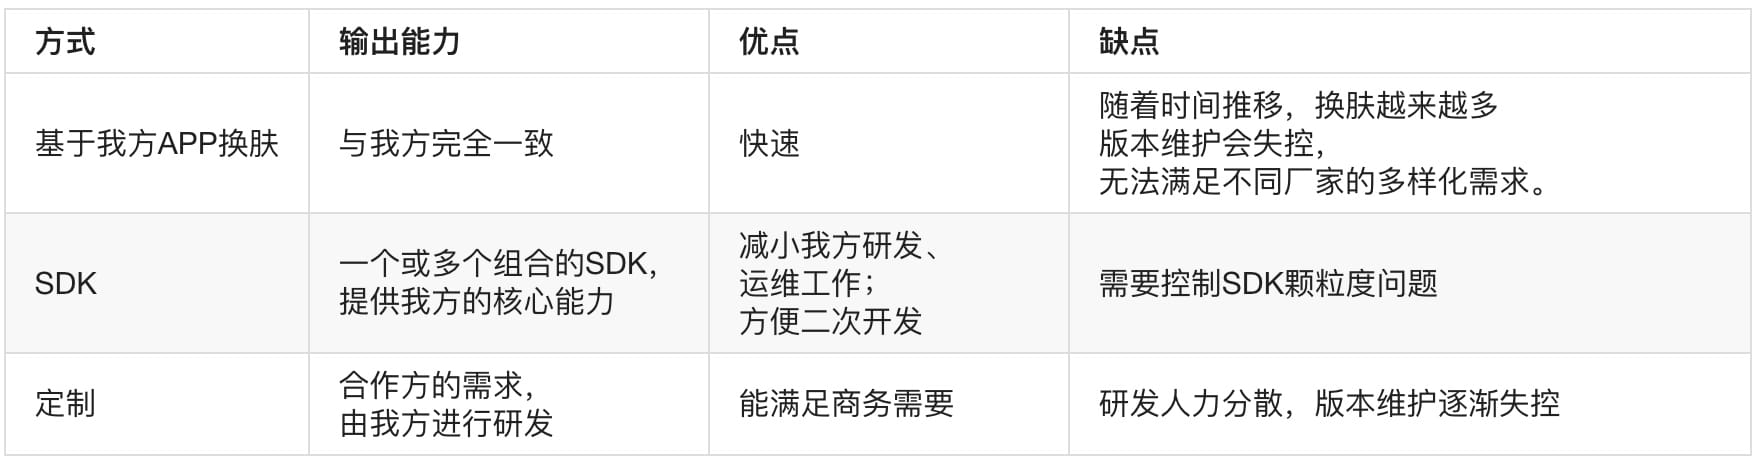 方式
输出能力
优点
缺点
基于我方APP换肤
与我方完全一致
快速
随着时间推移，换肤越来越多
版本维护会失控，
无法满足不同厂家的多样化需求。
SDK
一个或多个组合的SDK，
提供我方的核心能力
减小我方研发、
运维工作；
方便二次开发
需要控制SDK颗粒度问题
定制
合作方的需求，
由我方进行研发
能满足商务需要
研发人力分散，版本维护逐渐失控